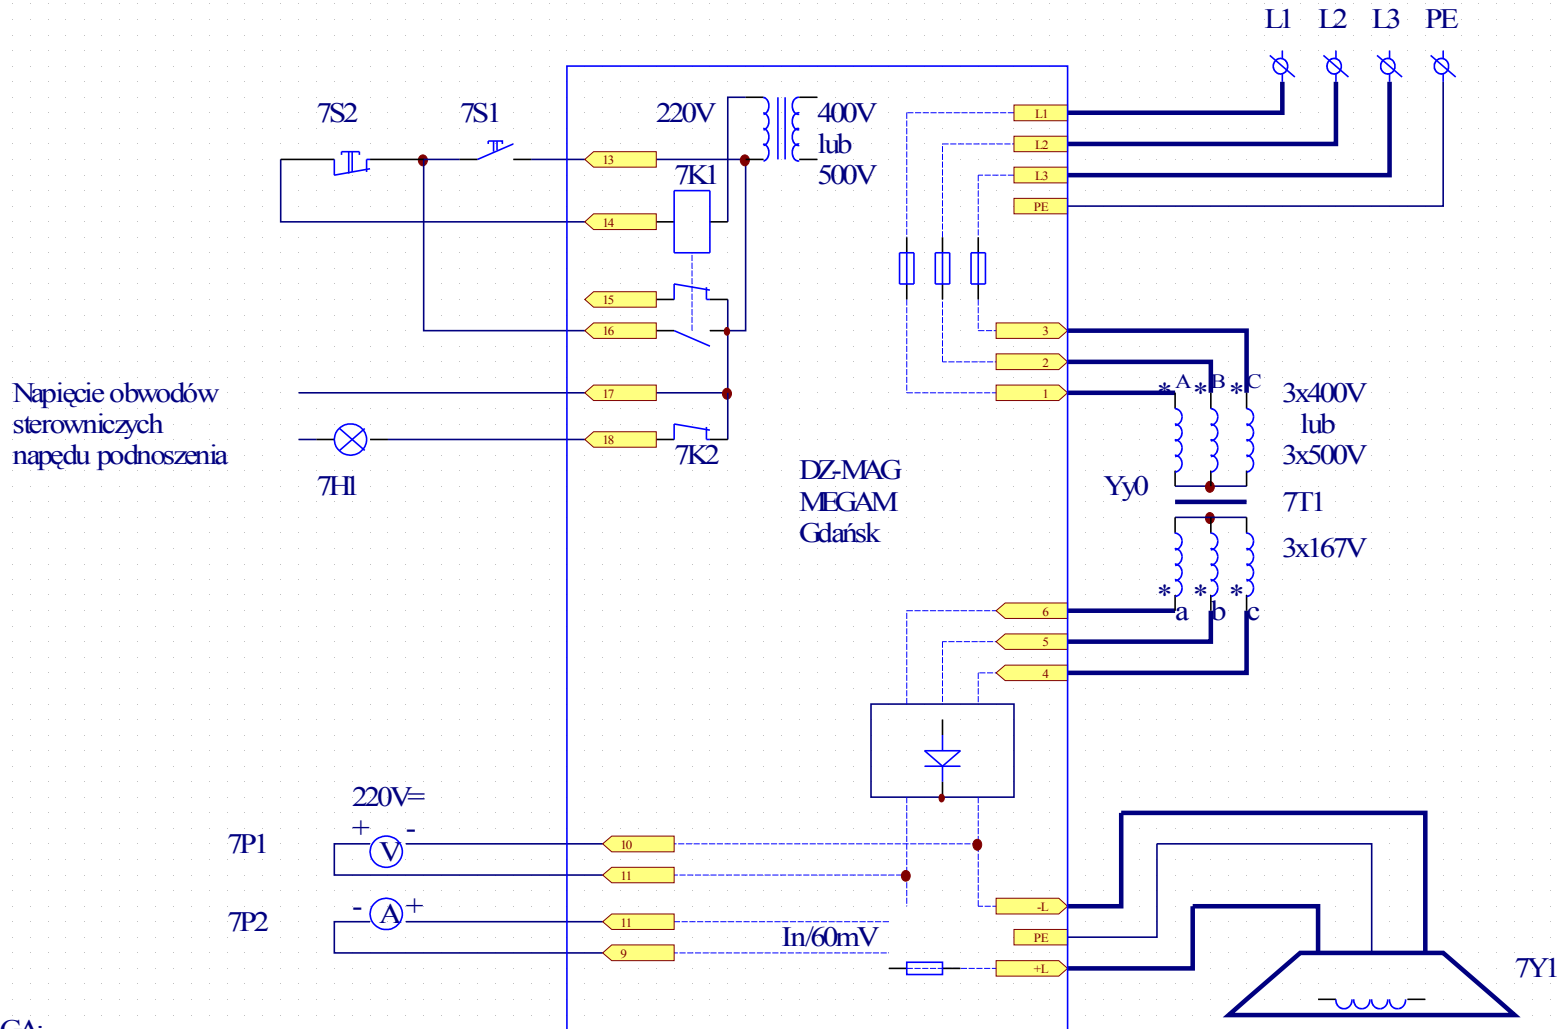 L1 L2 L3 PE
7S2 7S1 220V 400V
lub
500V
L1
L2
L3
PE
13
7K1
14
15
16
17
18
7K2
Napięcie obwodów
sterowniczych
napędu podnoszenia
7H1
3
2
1
* A * B * C
3x400V
lub
3x500V
Yy0
7T1
3x167V
* * *
a b c
DZ-MAG
MEGAM
Gdańsk
6
5
4
220V=
+ -
7P1 V
10
11
- A +
7P2
11
9
In/60mV
-L
PE
+L
7Y1